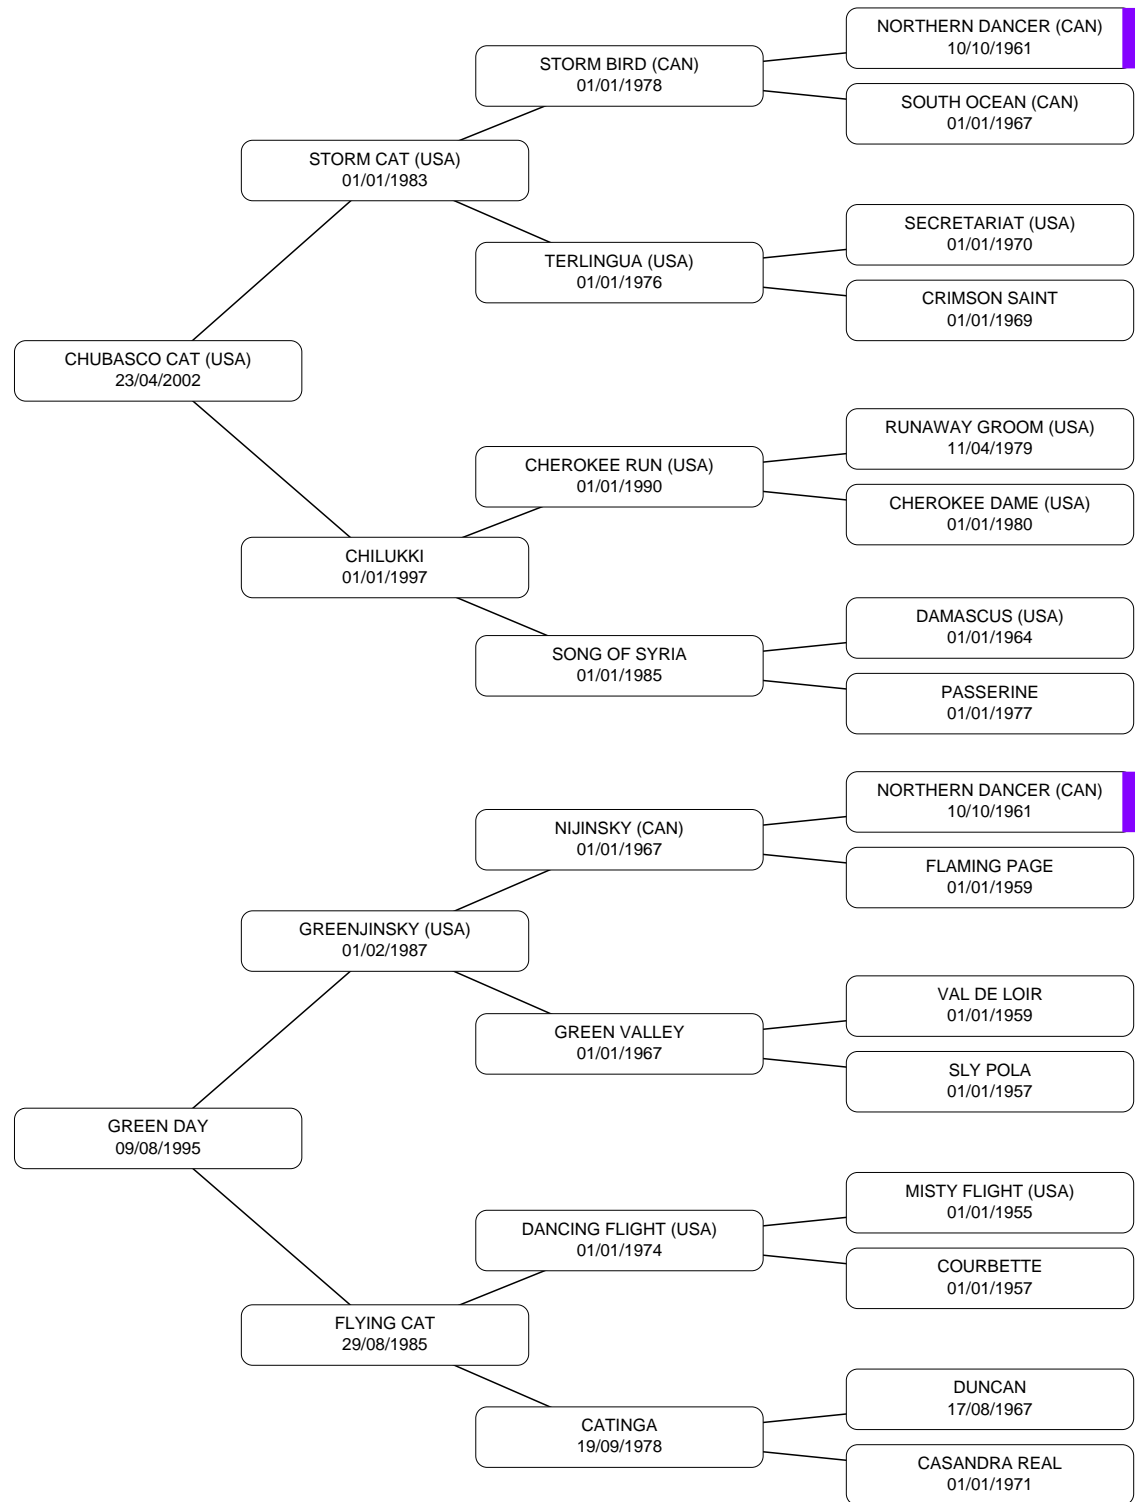 NORTHERN DANCER (CAN)
10/10/1961
STORM BIRD (CAN)
01/01/1978
SOUTH OCEAN (CAN)
01/01/1967
STORM CAT (USA)
01/01/1983
SECRETARIAT (USA)
01/01/1970
TERLINGUA (USA)
01/01/1976
CRIMSON SAINT
01/01/1969
CHUBASCO CAT (USA)
23/04/2002
RUNAWAY GROOM (USA)
11/04/1979
CHEROKEE RUN (USA)
01/01/1990
CHEROKEE DAME (USA)
01/01/1980
CHILUKKI
01/01/1997
DAMASCUS (USA)
01/01/1964
SONG OF SYRIA
01/01/1985
PASSERINE
01/01/1977
NORTHERN DANCER (CAN)
10/10/1961
NIJINSKY (CAN)
01/01/1967
FLAMING PAGE
01/01/1959
GREENJINSKY (USA)
01/02/1987
VAL DE LOIR
01/01/1959
GREEN VALLEY
01/01/1967
SLY POLA
01/01/1957
GREEN DAY
09/08/1995
MISTY FLIGHT (USA)
01/01/1955
DANCING FLIGHT (USA)
01/01/1974
COURBETTE
01/01/1957
FLYING CAT
29/08/1985
DUNCAN
17/08/1967
CATINGA
19/09/1978
CASANDRA REAL
01/01/1971